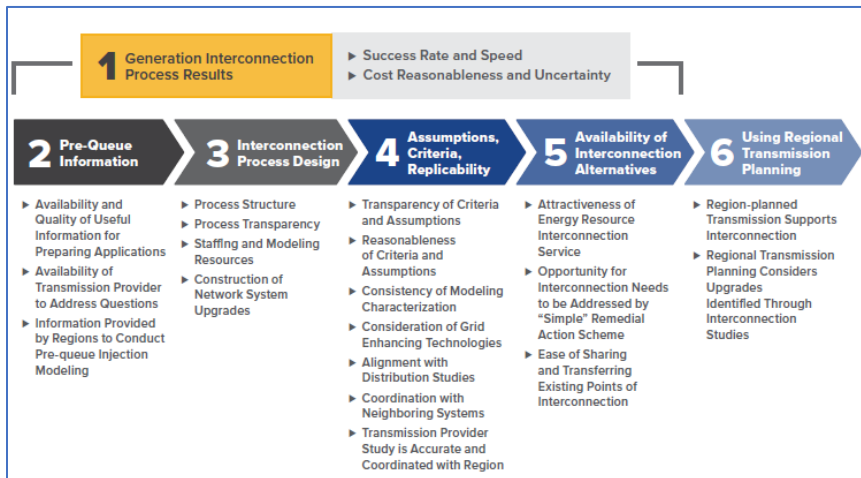 1 Generation Interconnection
Process Results
▶ Success Rate and Speed
▶ Cost Reasonableness and Uncertainty
2 Pre-Queue
Information
▶ Availability and
Quality of Useful
Information for
Preparing Applications
▶ Availability of
Transmission Provider
to Address Questions
▶ Information Provided
by Regions to Conduct
Pre-queue Injection
Modeling
3 Interconnection
Process Design
▶ Process Structure
▶ Process Transparency
▶ Staffing and Modeling
Resources
▶ Construction of
Network System
Upgrades
4 Assumptions,
Criteria,
Replicability
▶ Transparency of Criteria
and Assumptions
▶ Reasonableness
of Criteria and
Assumptions
▶ Consistency of Modeling
Characterization
▶ Consideration of Grid
Enhancing Technologies
▶ Alignment with
Distribution Studies
▶ Coordination with
Neighboring Systems
▶ Transmission Provider
Study is Accurate and
Coordinated with Region
5 Availability of
Interconnection
Alternatives
▶ Attractiveness of
Energy Resource
Interconnection
Service
▶ Opportunity for
Interconnection Needs
to be Addressed by
“Simple” Remedial
Action Scheme
▶ Ease of Sharing
and Transferring
Existing Points of
Interconnection
6 Using Regional
Transmission
Planning
▶ Region-planned
Transmission Supports
Interconnection
▶ Regional Transmission
Planning Considers
Upgrades
Identified Through
Interconnection
Studies